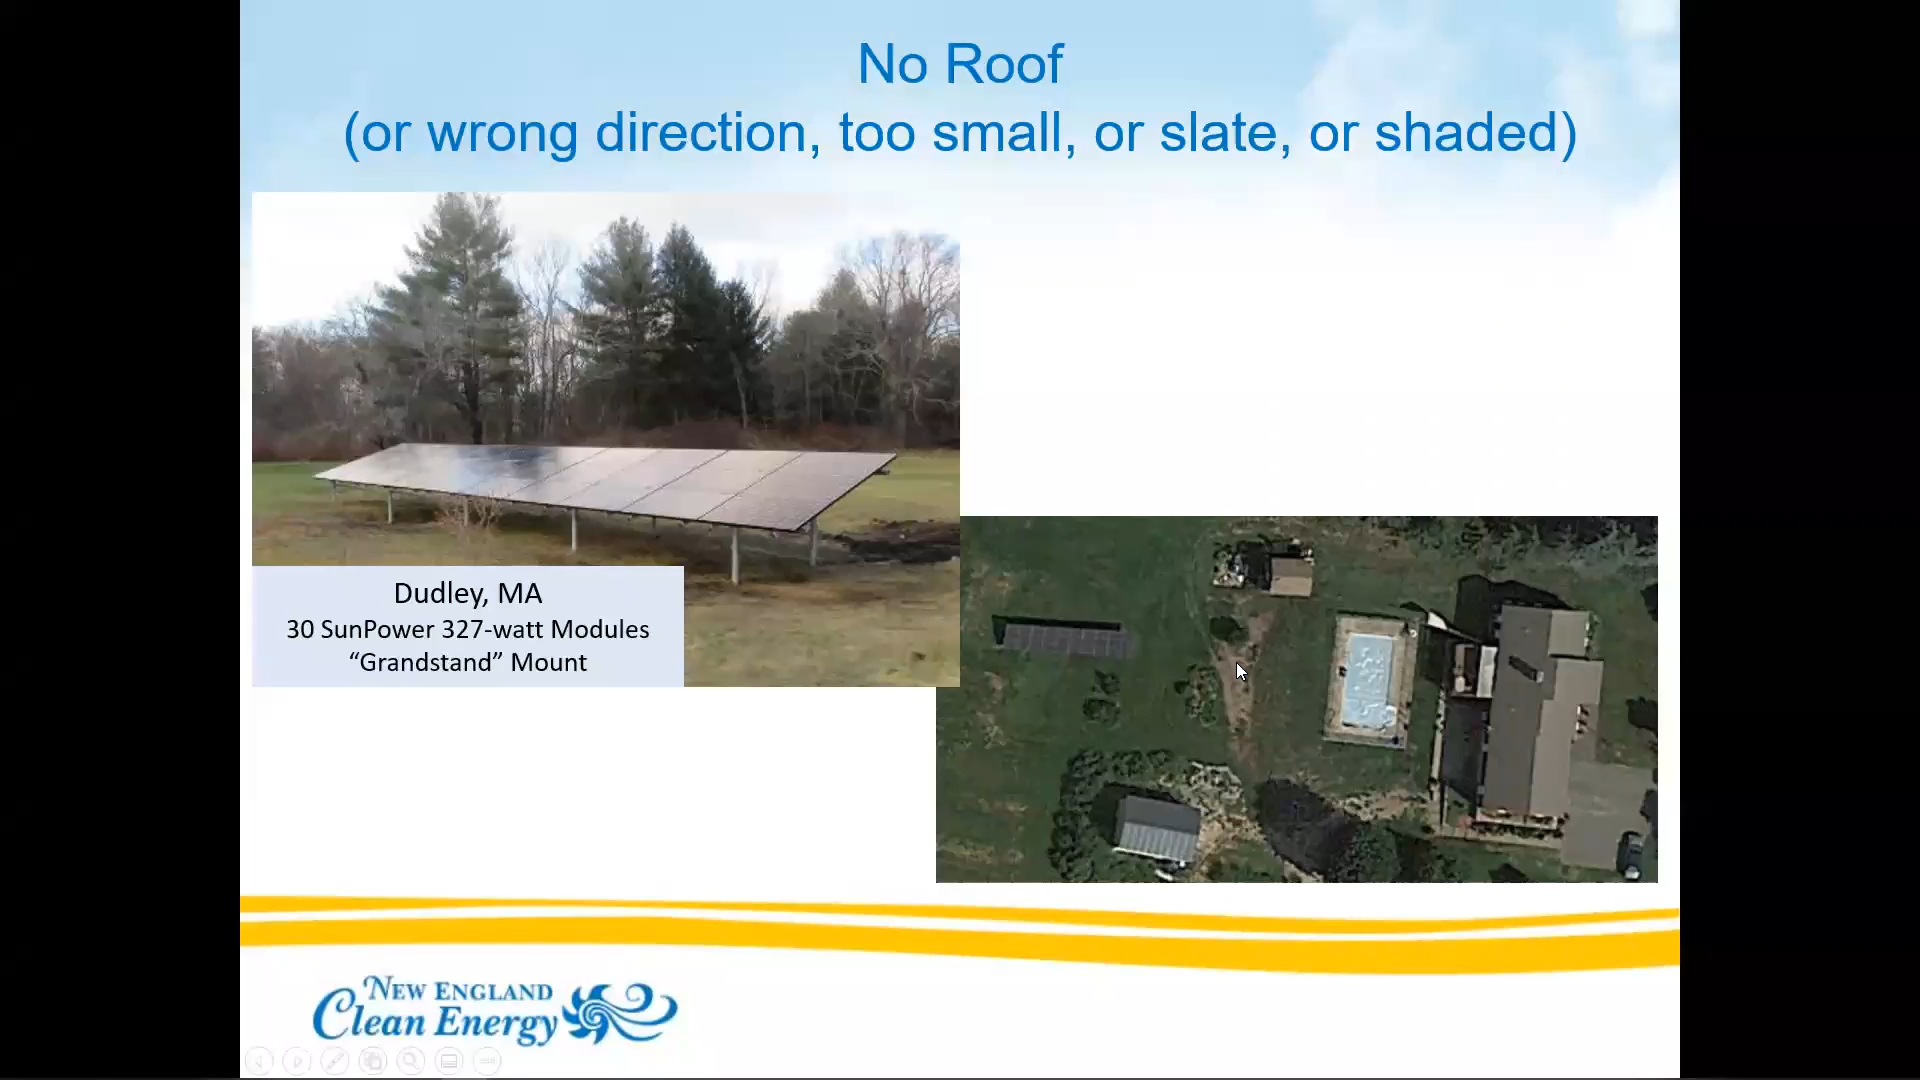 No Roof
(or wrong direction, too small, or slate, or shaded)
Dudley, MA
30 SunPower 327-watt Modules
“Grandstand” Mount
New England
Clean Energy